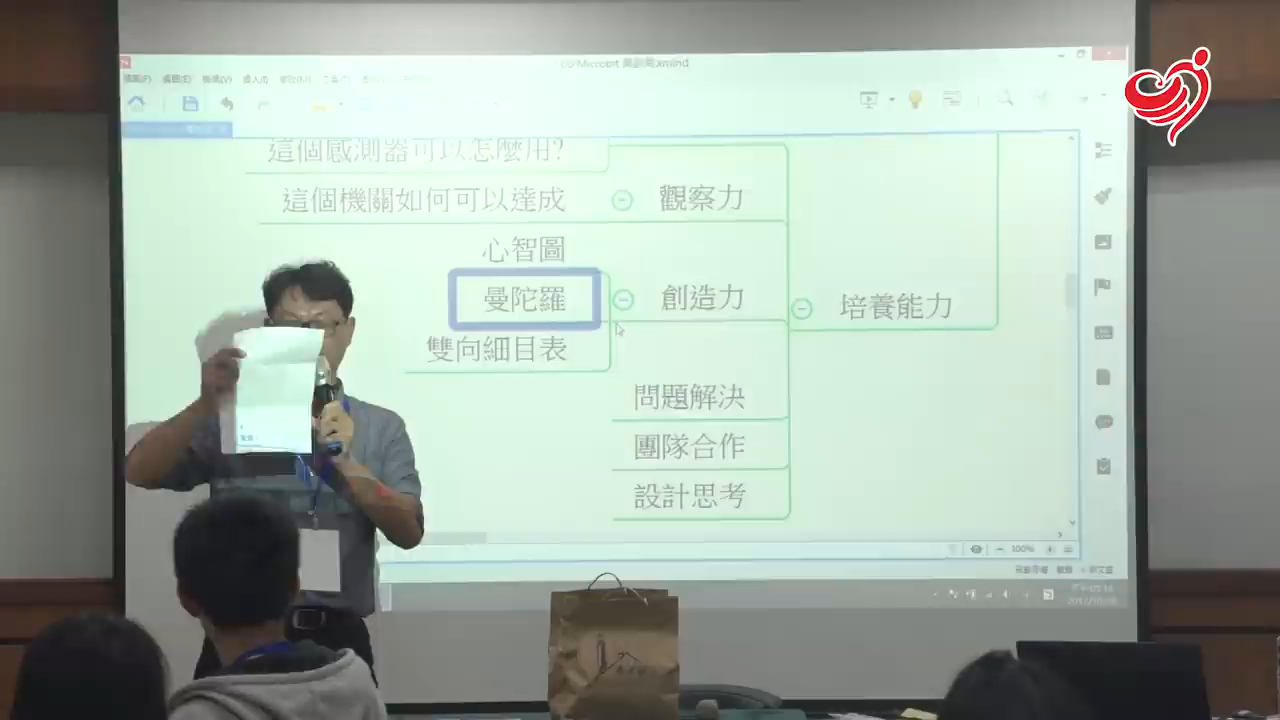 這個感測器可以怎麼用?
這個機關如何可以達成
觀察力
心智圖
曼陀羅
創造力
培養能力
雙向細目表
問題解決
團隊合作
設計思考
100%